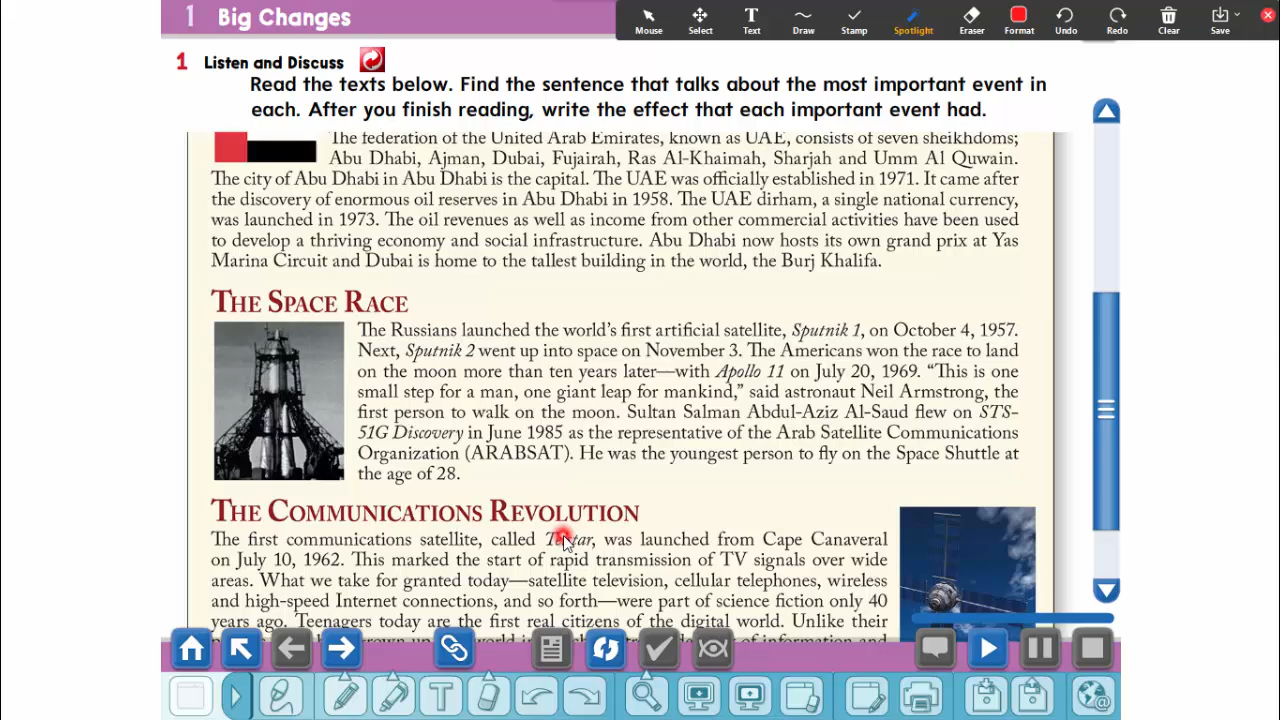 1 Big Changes
Mouse Select Text Draw Stamp Spotlight Eraser Format Undo Redo Clear Save
1 Listen and Discuss
Read the texts below. Find the sentence that talks about the most important event in
each. After you finish reading, write the effect that each important event had.
The federation of the United Arab Emirates, known as UAE, consists of seven sheikhdoms;
Abu Dhabi, Ajman, Dubai, Fujairah, Ras Al-Khaimah, Sharjah and Umm Al Quwain.
The city of Abu Dhabi in Abu Dhabi is the capital. The UAE was officially established in 1971. It came after
the discovery of enormous oil reserves in Abu Dhabi in 1958. The UAE dirham, a single national currency,
was launched in 1973. The oil revenues as well as income from other commercial activities have been used
to develop a thriving economy and social infrastructure. Abu Dhabi now hosts its own grand prix at Yas
Marina Circuit and Dubai is home to the tallest building in the world, the Burj Khalifa.
THE SPACE RACE
The Russians launched the world's first artificial satellite, Sputnik 1, on October 4, 1957.
Next, Sputnik 2 went up into space on November 3. The Americans won the race to land
on the moon more than ten years later—with Apollo 11 on July 20, 1969. “This is one
small step for a man, one giant leap for mankind,” said astronaut Neil Armstrong, the
first person to walk on the moon. Sultan Salman Abdul-Aziz Al-Saud flew on STS-
51G Discovery in June 1985 as the representative of the Arab Satellite Communications
Organization (ARABSAT). He was the youngest person to fly on the Space Shuttle at
the age of 28.
THE COMMUNICATIONS REVOLUTION
The first communications satellite, called was launched from Cape Canaveral
on July 10, 1962. This marked the start of rapid transmission of TV signals over wide
areas. What we take for granted today—satellite television, cellular telephones, wireless
and high-speed Internet connections, and so forth—were part of science fiction only 40
years ago. Teenagers today are the first real citizens of the digital world. Unlike their
of information and